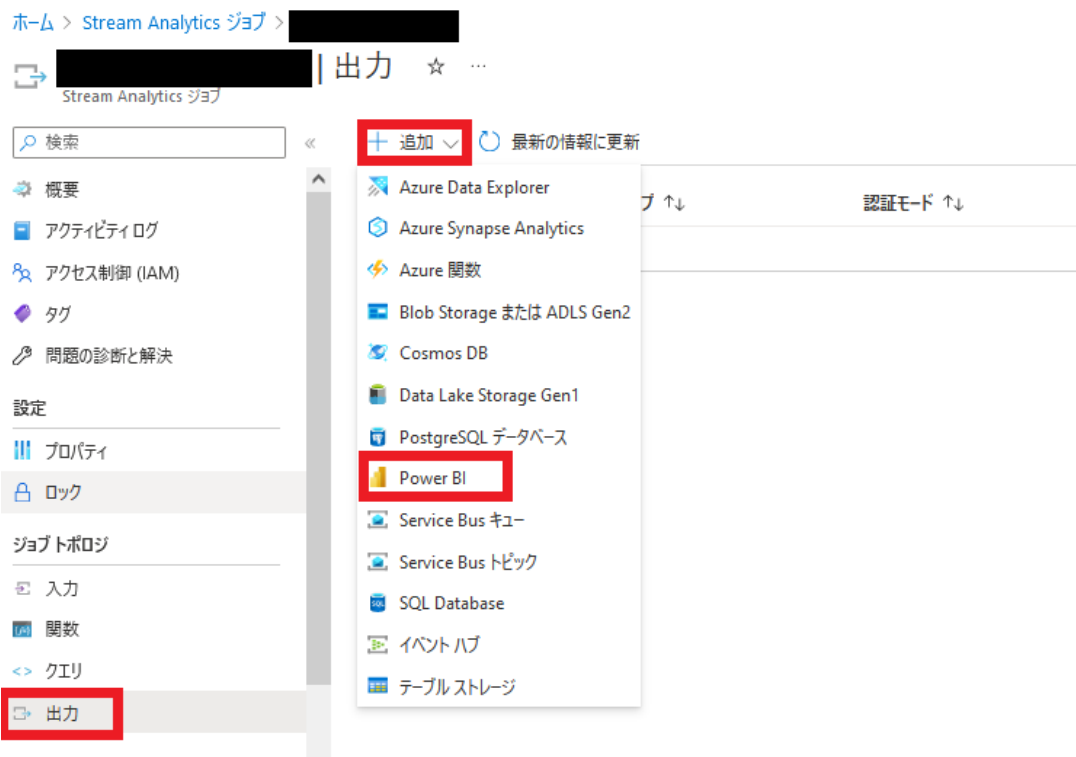 ホーム > Stream Analytics ジョブ >
| 出力 ☆ …
Stream Analytics ジョブ
検索 «
概要
アクティビティ ログ
アクセス制御 (IAM)
タグ
問題の診断と解決
設定
プロパティ
ロック
ジョブ トポロジ
入力
関数
クエリ
出力
+ 追加 最新の情報に更新
プ ↑↓ 認証モード ↑↓
Azure Data Explorer
Azure Synapse Analytics
Azure 関数
Blob Storage または ADLS Gen2
Cosmos DB
Data Lake Storage Gen1
PostgreSQL データベース
Power BI
Service Bus キュー
Service Bus トピック
SQL Database
イベント ハブ
テーブル ストレージ